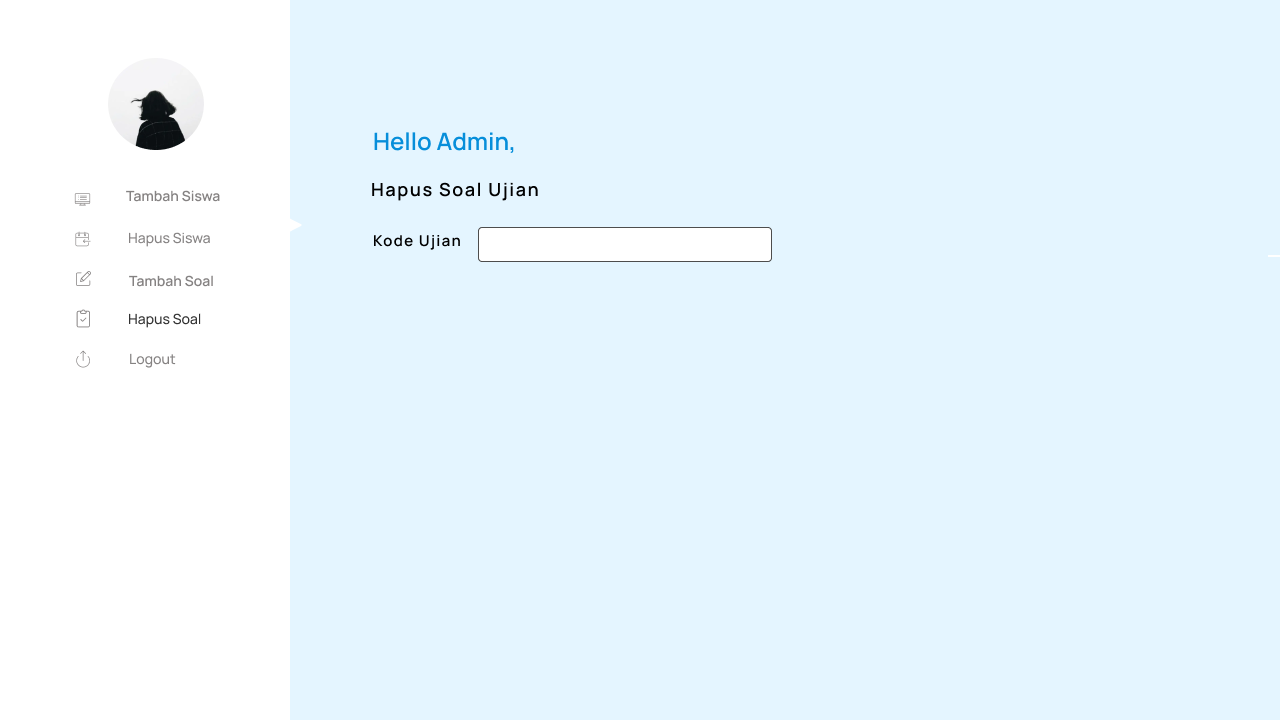 Tambah Siswa
Hapus Siswa
Tambah Soal
Hapus Soal
Logout
Hello Admin,
Hapus Soal Ujian
Kode Ujian